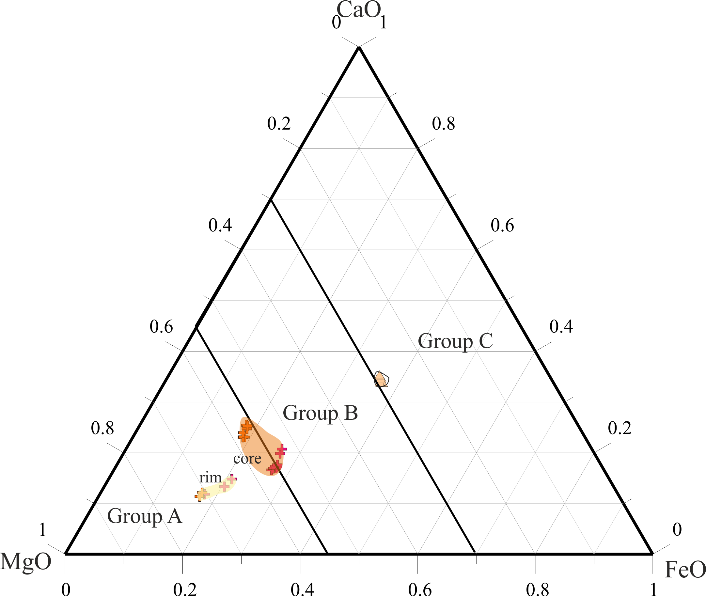 CaO
0 1
0.2 0.8
0.4 0.6
0.6 0.4
Group C
Group B
0.8 0.2
core
rim
Group A
1 0
MgO FeO
0 0.2 0.4 0.6 0.8 1